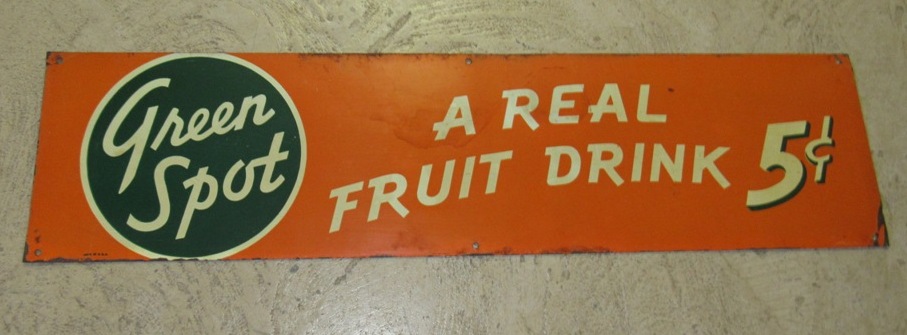 Green
Spot
A REAL
FRUIT DRINK 5¢